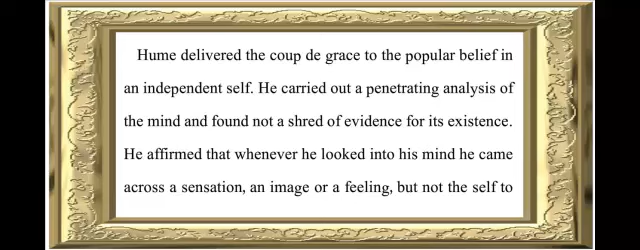 Hume delivered the coup de grace to the popular belief in
an independent self. He carried out a penetrating analysis of
the mind and found not a shred of evidence for its existence.
He affirmed that whenever he looked into his mind he came
across a sensation, an image or a feeling, but not the self to